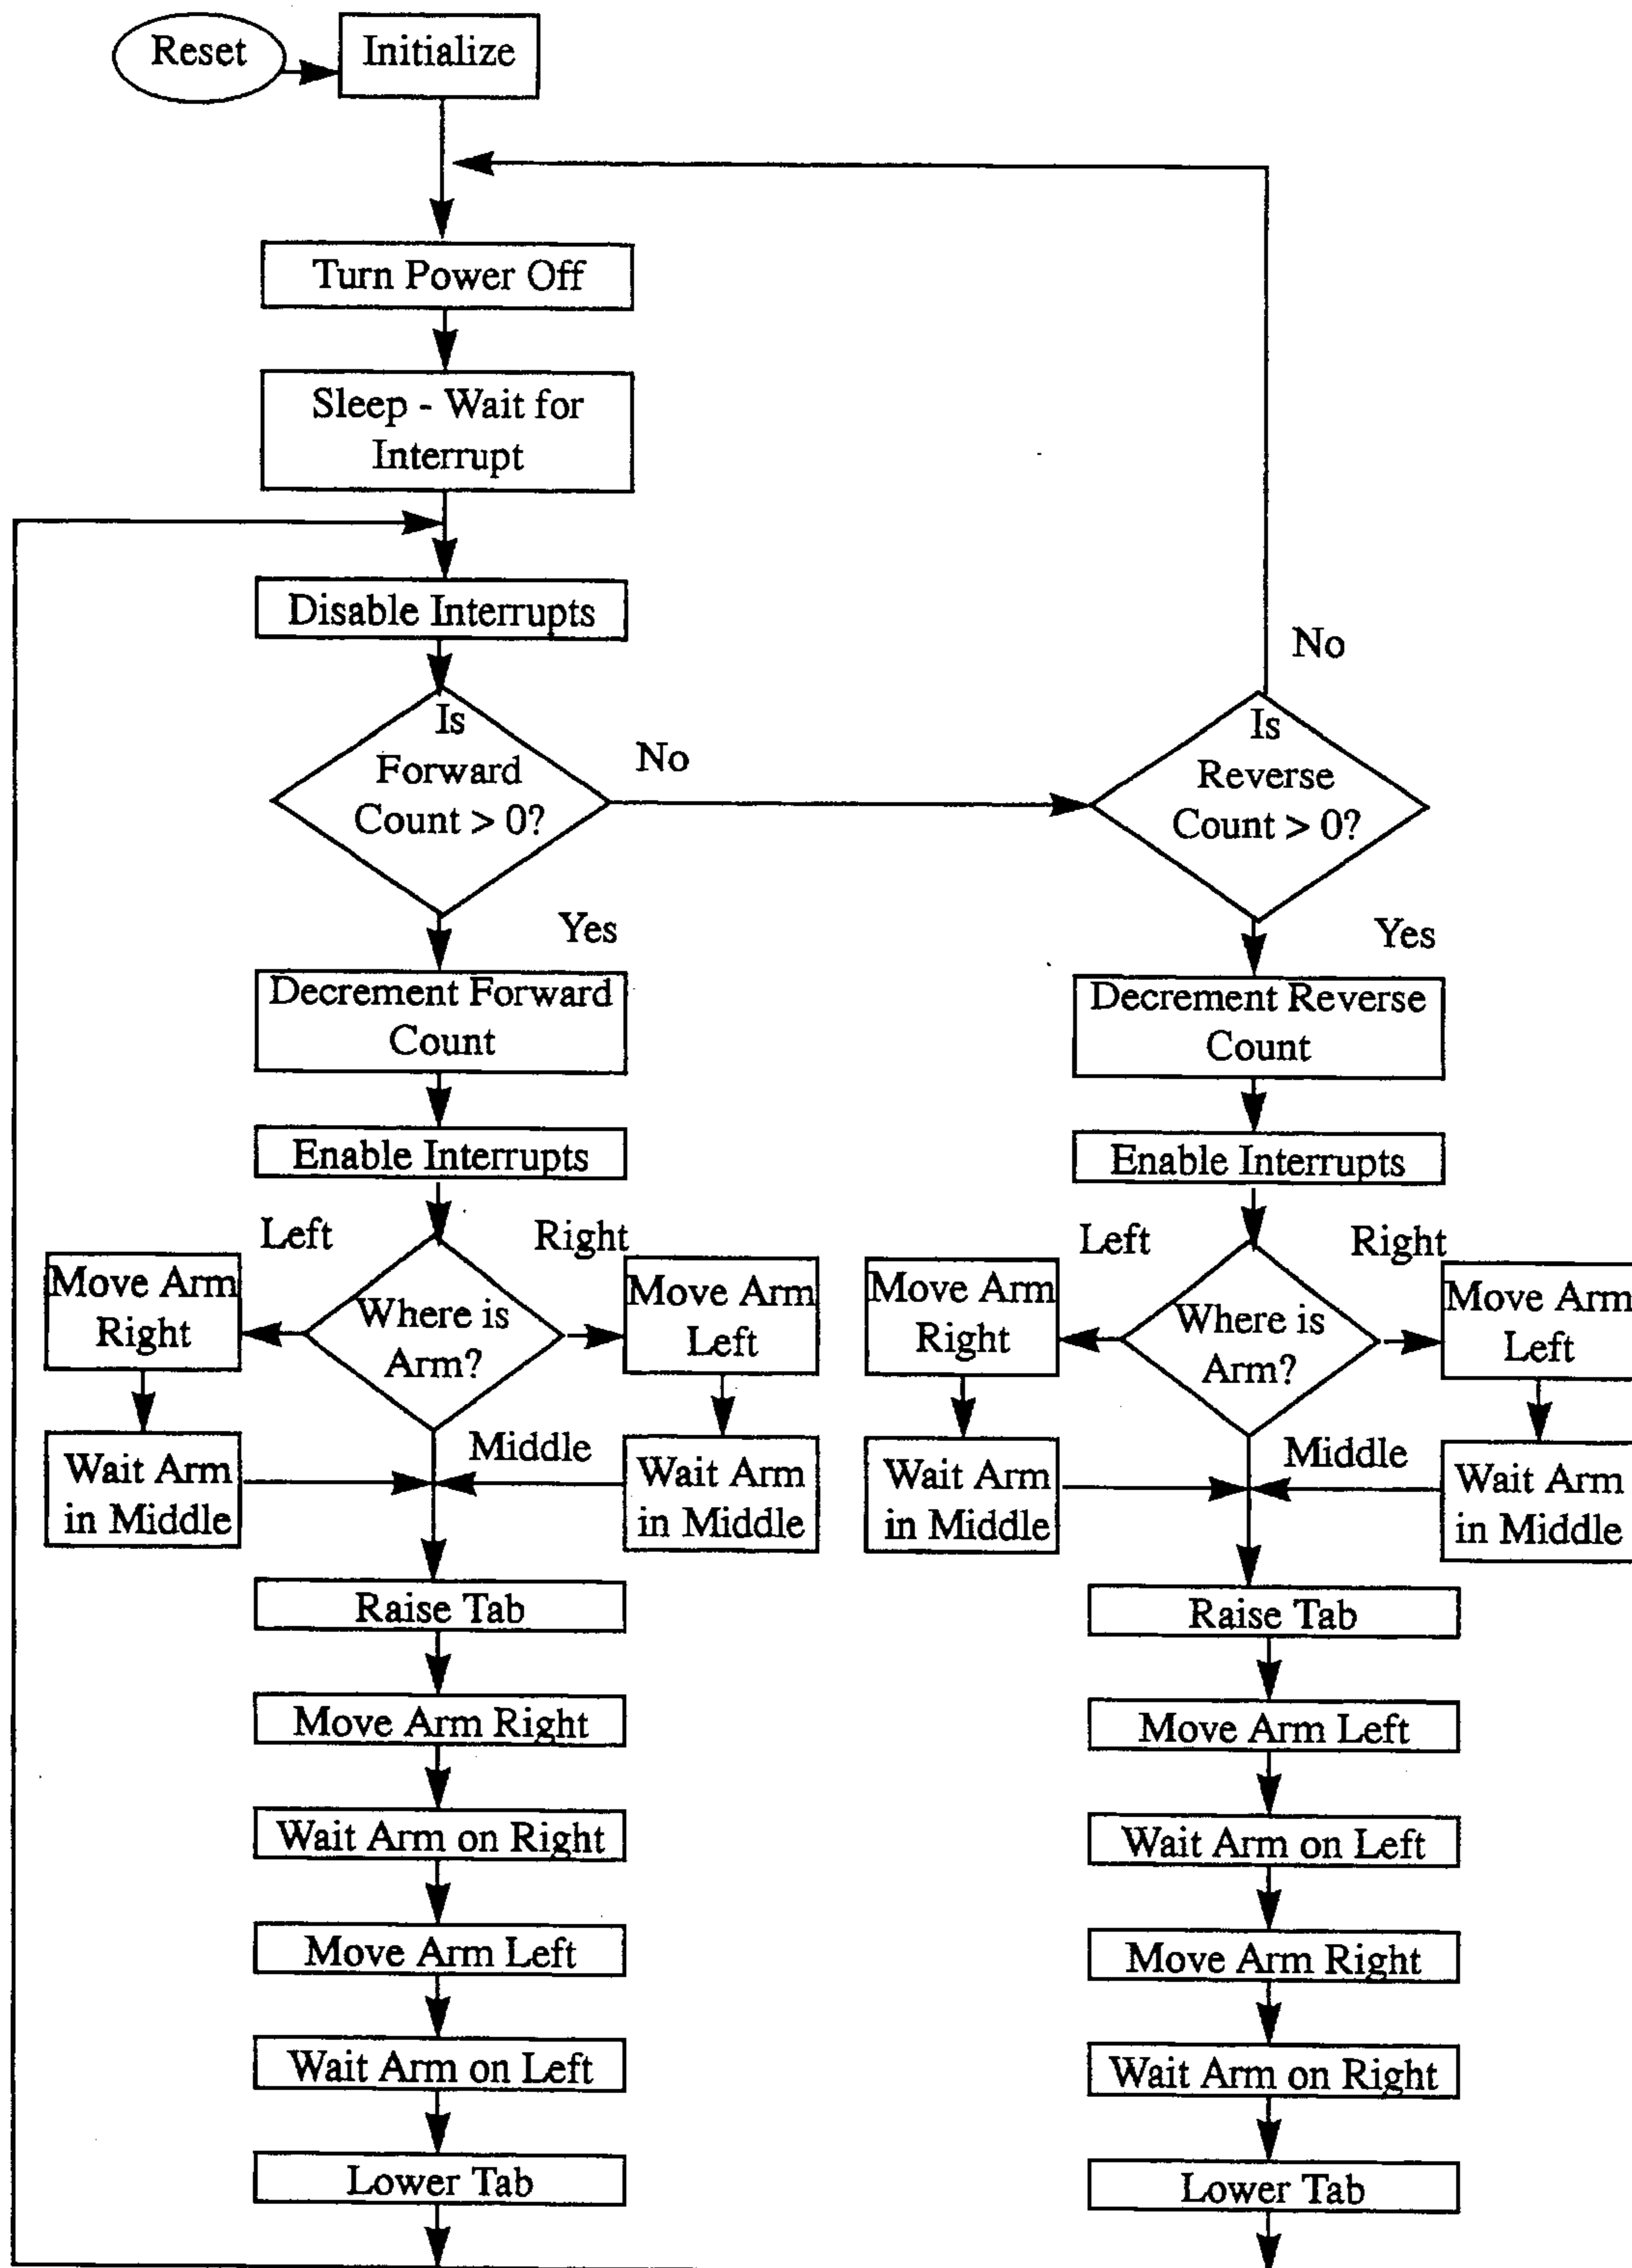 Reset
Initialize
Turn Power Off
Sleep - Wait for
Interrupt
Disable Interrupts
No
Is
Forward
Count > 0?
No
Is
Reverse
Count > 0?
Yes
Yes
Decrement Forward
Count
Decrement Reverse
Count
Enable Interrupts
Enable Interrupts
Left
Right
Left
Right
Move Arm
Right
Where is
Arm?
Move Arm
Left
Move Arm
Right
Where is
Arm?
Move Arm
Left
Wait Arm
in Middle
Middle
Wait Arm
in Middle
Wait Arm
in Middle
Middle
Wait Arm
in Middle
Raise Tab
Raise Tab
Move Arm Right
Move Arm Left
Wait Arm on Right
Wait Arm on Left
Move Arm Left
Move Arm Right
Wait Arm on Left
Wait Arm on Right
Lower Tab
Lower Tab